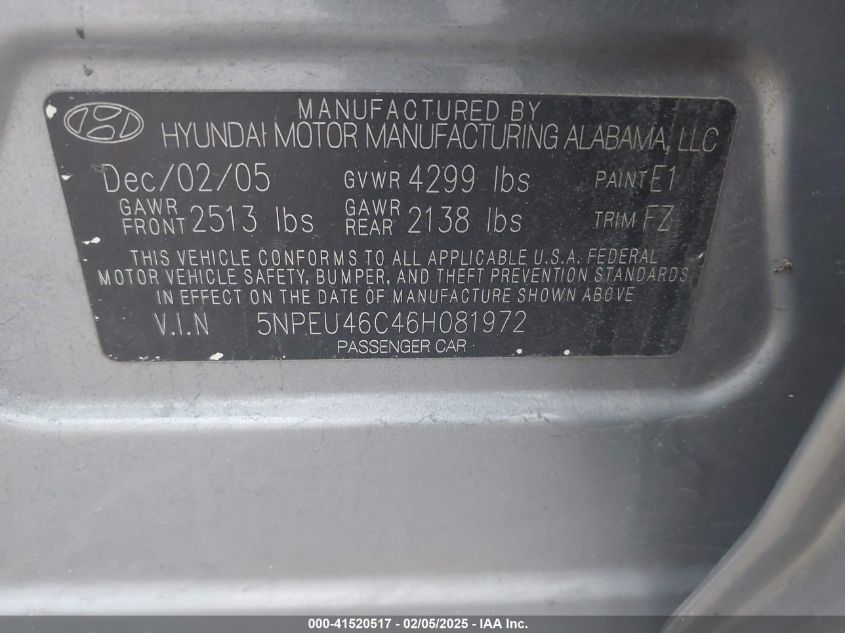 MANUFACTURED BY
HYUNDAI MOTOR MANUFACTURING ALABAMA, LLC
Dec/02/05 GVWR 4299 lbs PAINT E1
GAWR FRONT 2513 lbs GAWR REAR 2138 lbs TRIM FZ
THIS VEHICLE CONFORMS TO ALL APPLICABLE U.S.A. FEDERAL
MOTOR VEHICLE SAFETY, BUMPER, AND THEFT PREVENTION STANDARDS
IN EFFECT ON THE DATE OF MANUFACTURE SHOWN ABOVE
V.I.N 5NPEU46C46H081972
PASSENGER CAR
000-41520517 - 02/05/2025 - IAA Inc.